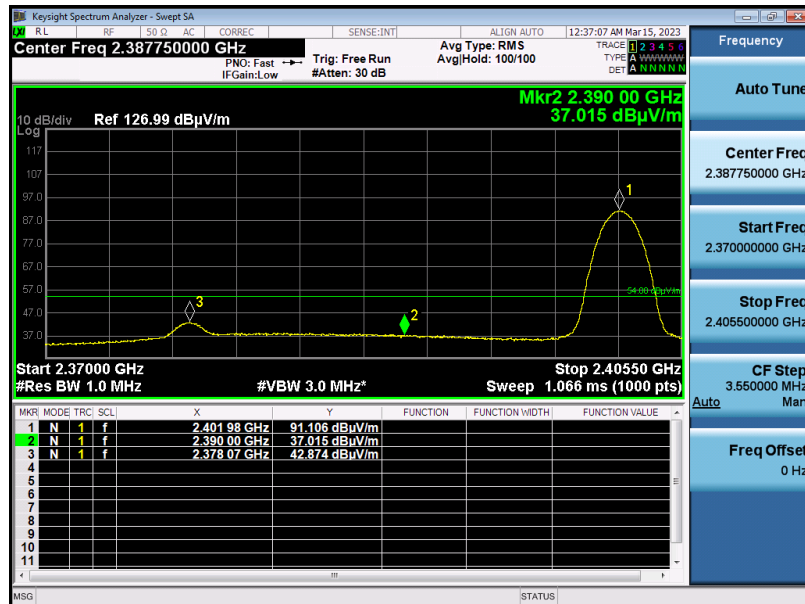 Keysight Spectrum Analyzer - Swept SA
LXI RL RF 50 Ω AC CORREC SENSE:INT ALIGN AUTO 12:37:07 AM Mar 15, 2023
Center Freq 2.387750000 GHz
PNO: Fast
IFGain:Low
Trig: Free Run
#Atten: 30 dB
Avg Type: RMS
Avg|Hold: 100/100
TRACE 1 2 3 4 5 6
TYPE A WWWWW
DET A N N N N N
Mkr2 2.390 00 GHz
37.015 dBµV/m
10 dB/div Ref 126.99 dBµV/m
Log
117
107
97.0
87.0
77.0
67.0
57.0
47.0
37.0
1
2
3
54.00 dBµV/m
Start 2.37000 GHz Stop 2.40550 GHz
#Res BW 1.0 MHz #VBW 3.0 MHz* Sweep 1.066 ms (1000 pts)
MKR MODE TRC SCL X Y FUNCTION FUNCTION WIDTH FUNCTION VALUE
1 N 1 f 2.401 98 GHz 91.106 dBµV/m
2 N 1 f 2.390 00 GHz 37.015 dBµV/m
3 N 1 f 2.378 07 GHz 42.874 dBµV/m
4
5
6
7
8
9
10
11
MSG STATUS
Frequency
Auto Tune
Center Freq
2.387750000 GHz
Start Freq
2.370000000 GHz
Stop Freq
2.405500000 GHz
CF Step
3.550000 MHz
Auto Man
Freq Offset
0 Hz